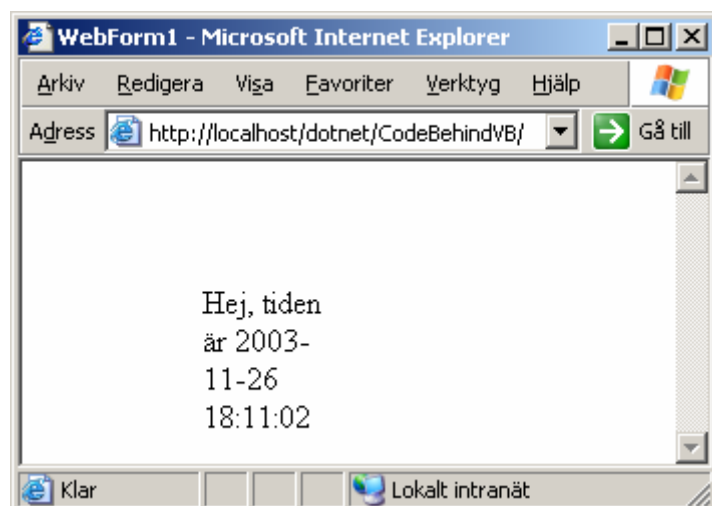 WebForm1 - Microsoft Internet Explorer
Arkiv Redigera Visa Favoriter Verktyg Hjälp
Adress http://localhost/dotnet/CodeBehindVB/ Gå till
Hej, tiden
är 2003-
11-26
18:11:02
Klar Lokalt intranät